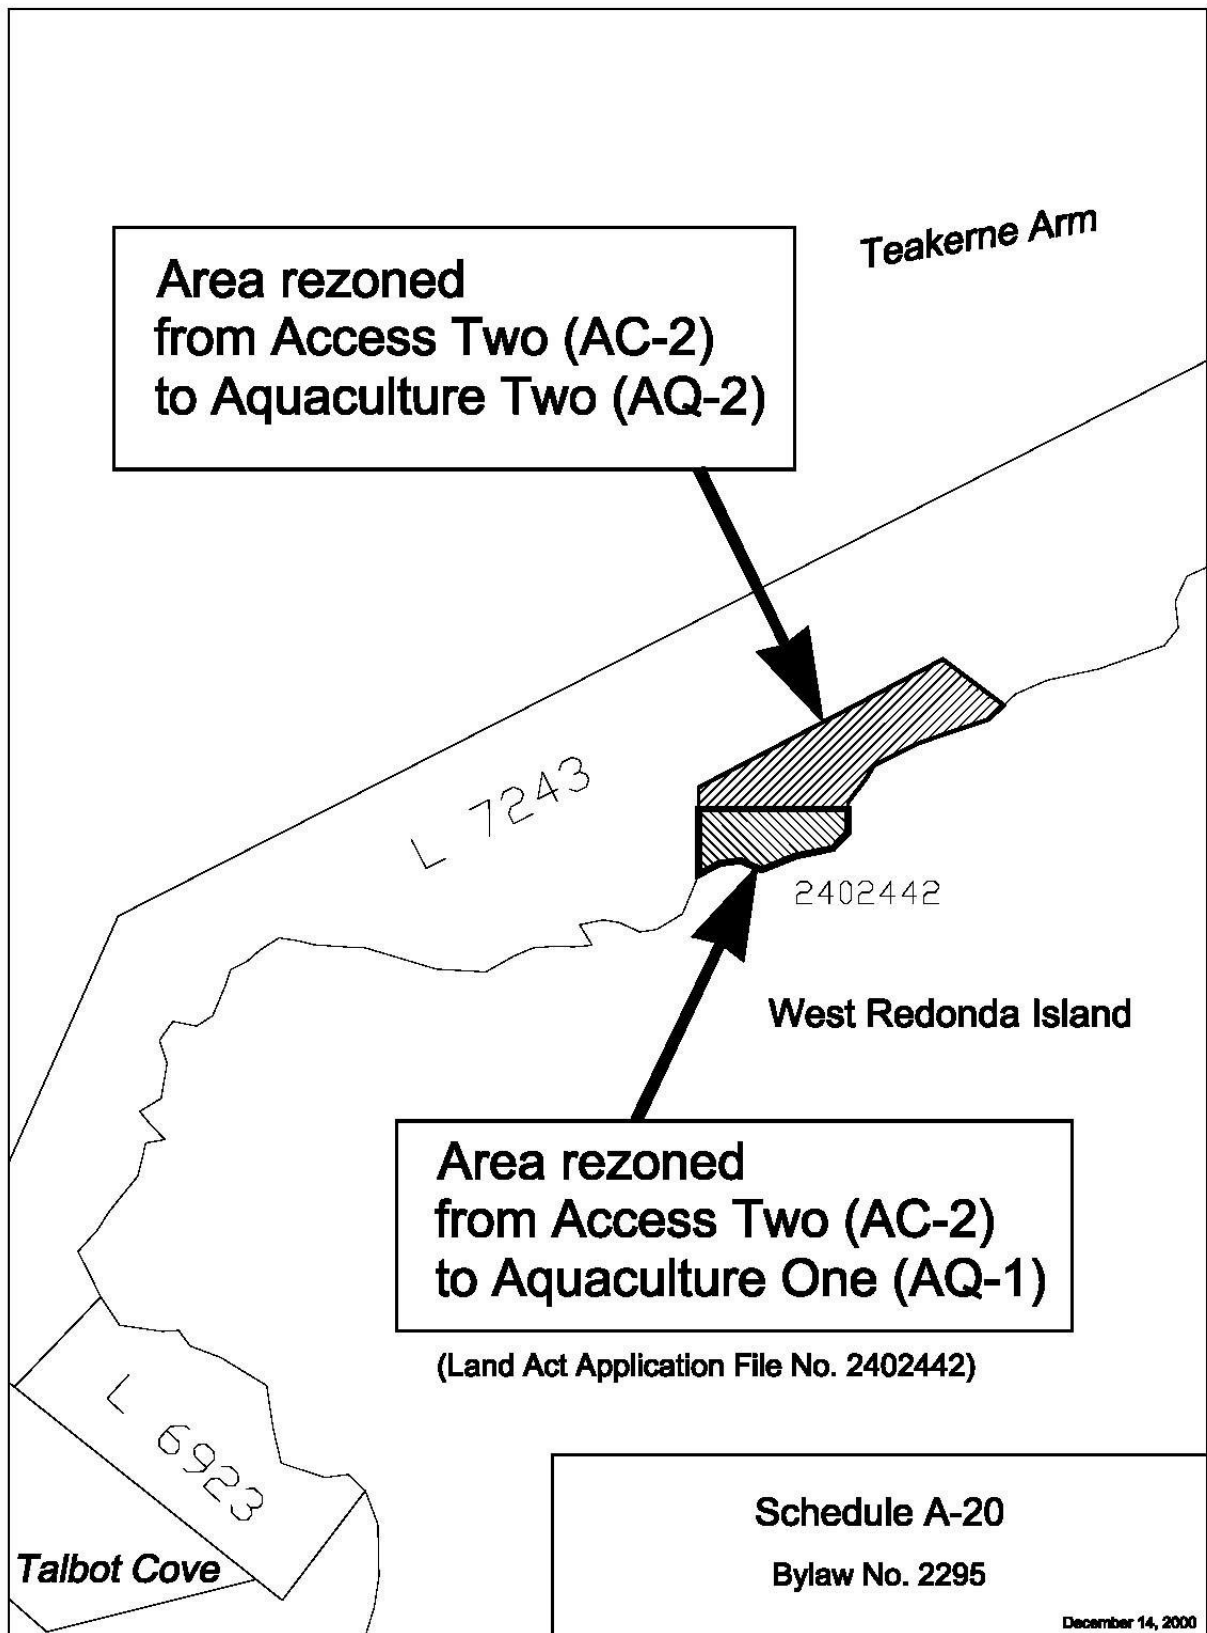 Teakerne Arm
Area rezoned
from Access Two (AC-2)
to Aquaculture Two (AQ-2)
L 7243
2402442
West Redonda Island
Area rezoned
from Access Two (AC-2)
to Aquaculture One (AQ-1)
(Land Act Application File No. 2402442)
L 6923
Talbot Cove
Schedule A-20
Bylaw No. 2295
December 14, 2000